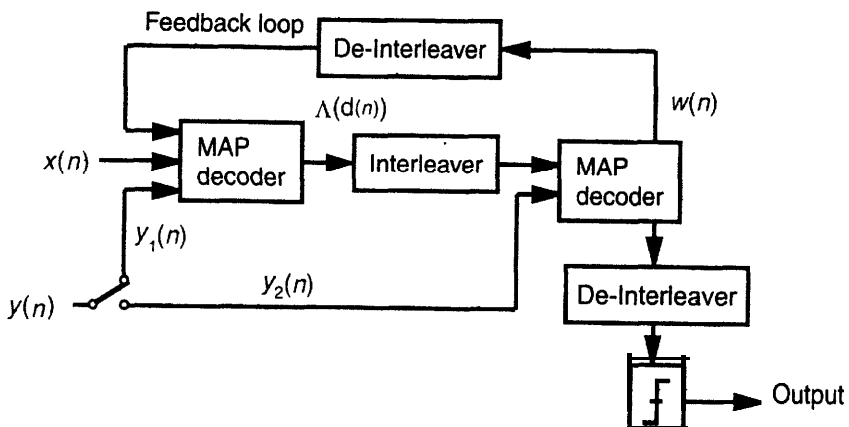 Feedback loop
De-Interleaver
Λ(d(n))
w(n)
MAP
decoder
Interleaver
MAP
decoder
x(n)
y₁(n)
y₂(n)
De-Interleaver
y(n)
Output